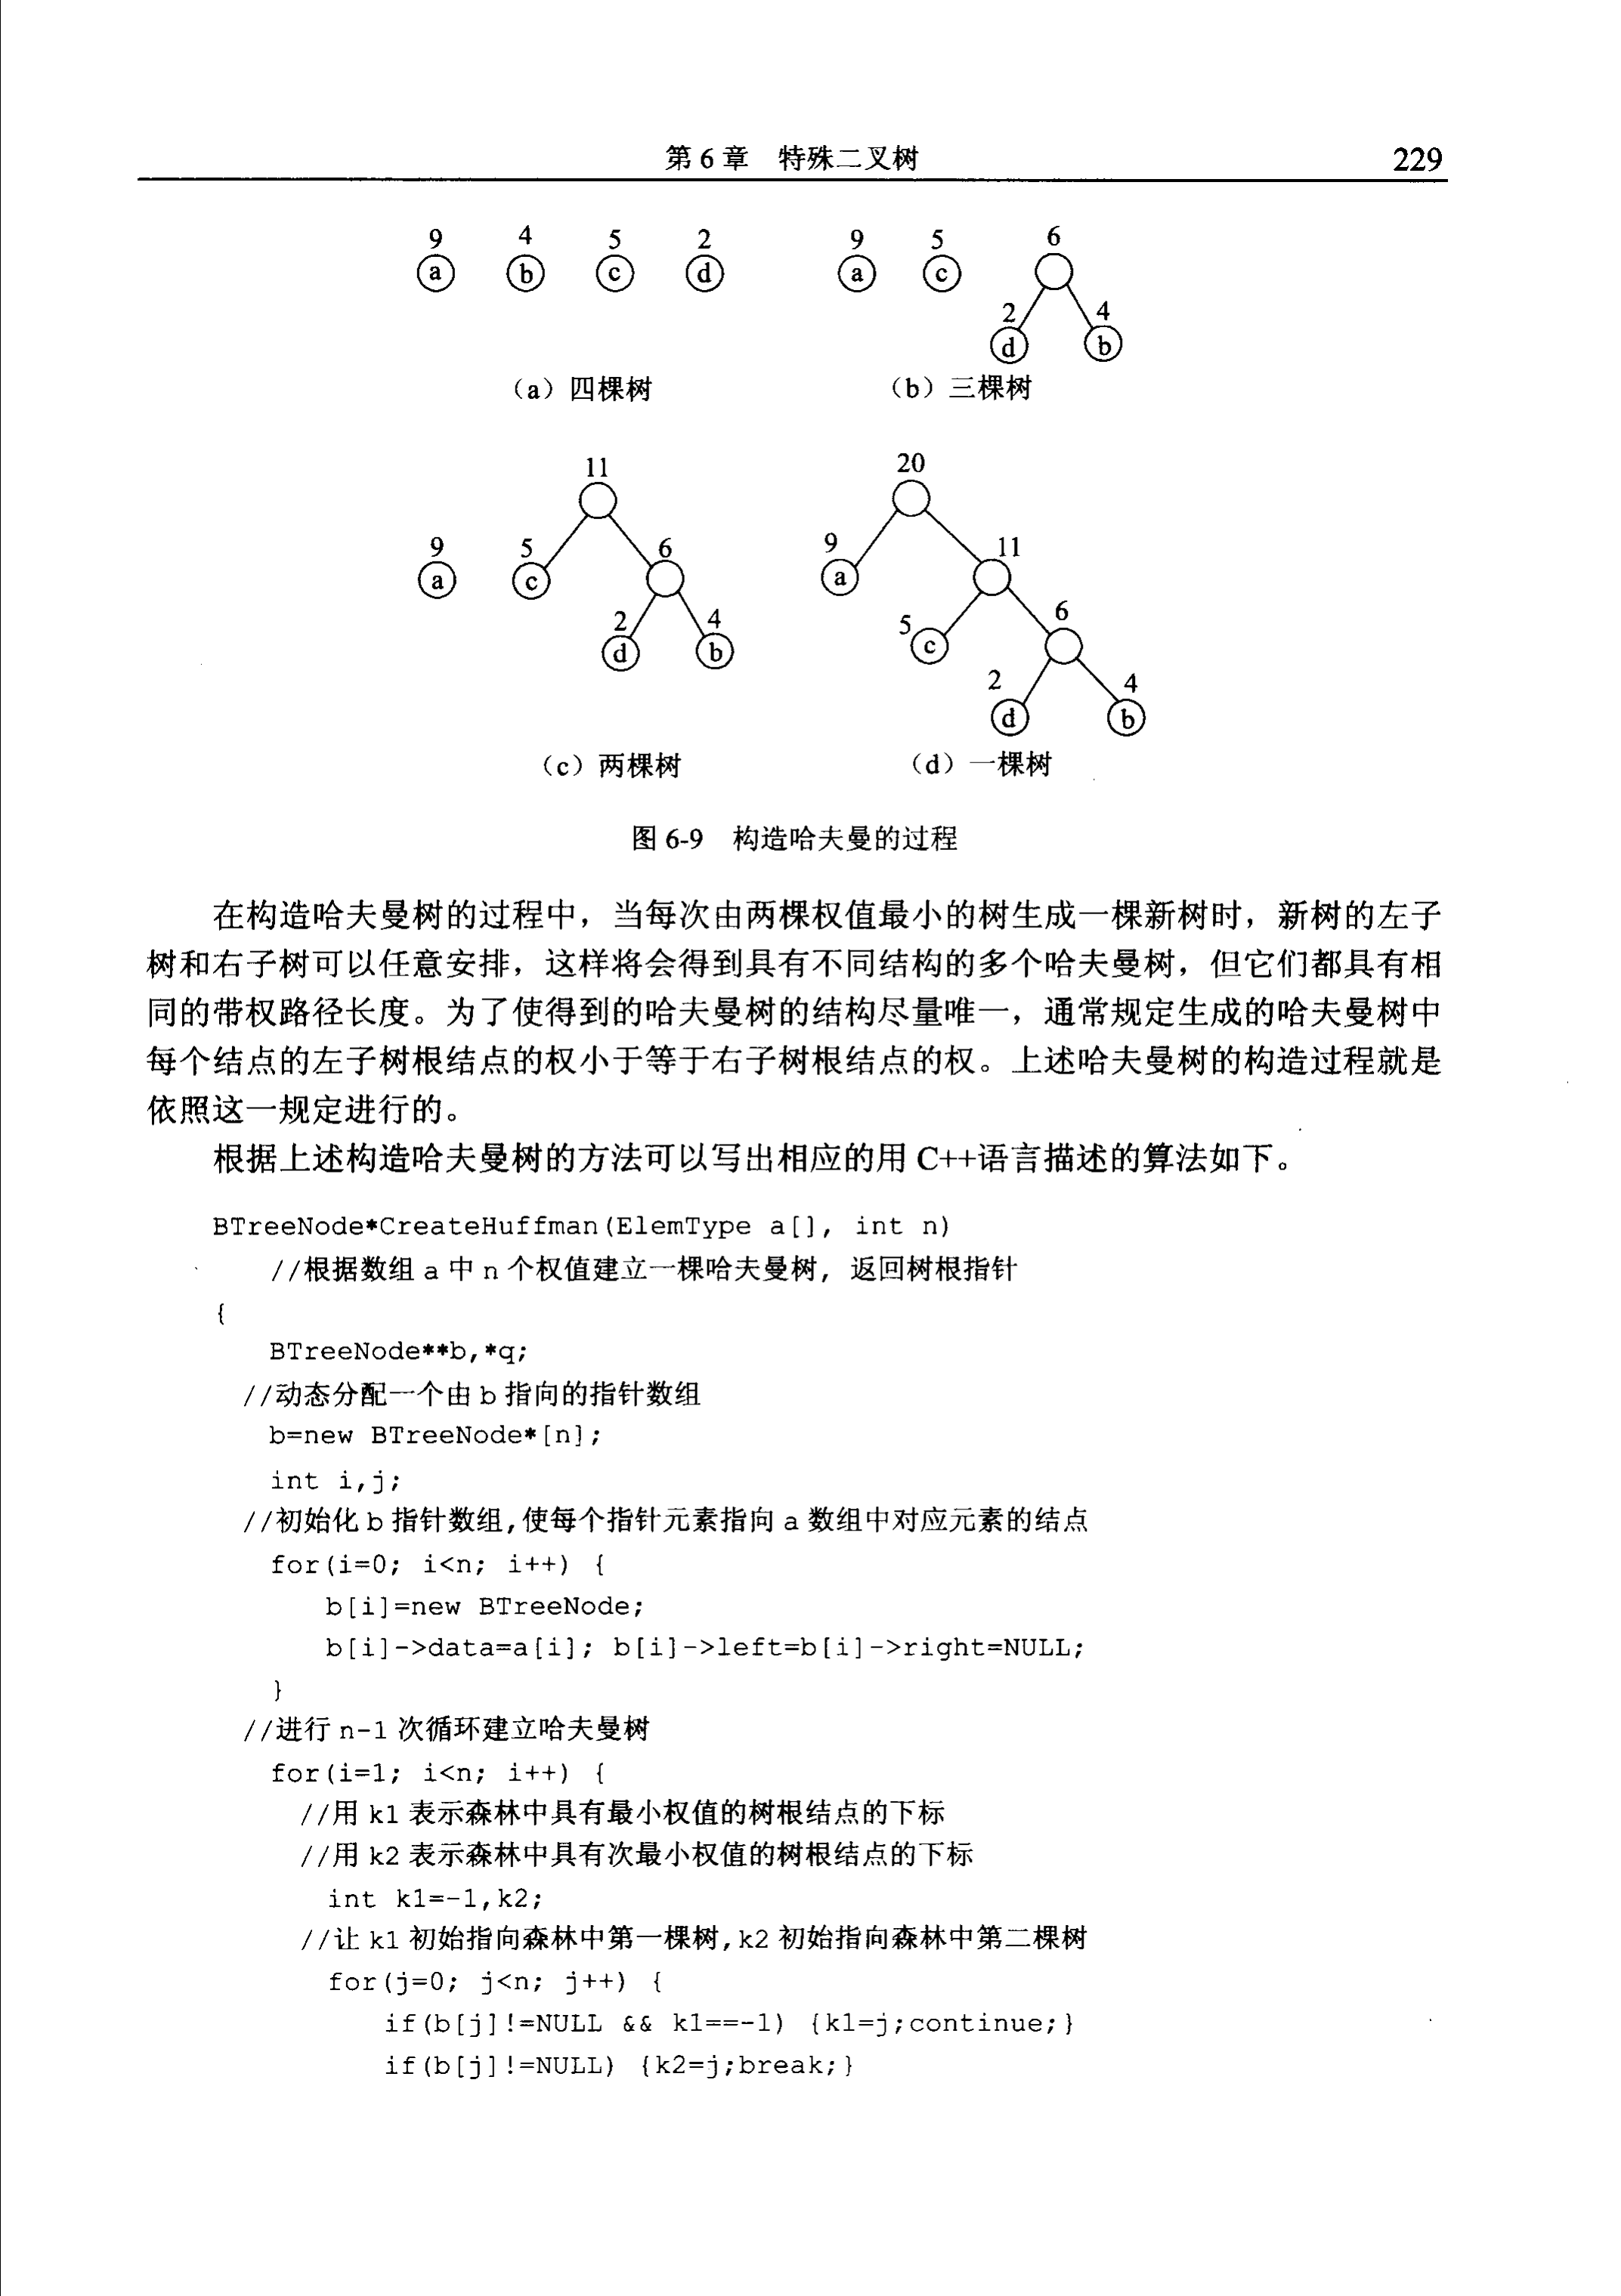 第6章 特殊二叉树 229
9 4 5 2 9 5 6
a b c d a c
2 4
d b
(a)四棵树 (b)三棵树
11 20
9 5 6 9 11
a c a
2 4 5 6
d b c
2 4
d b
(c)两棵树 (d)一棵树
图 6-9 构造哈夫曼的过程
在构造哈夫曼树的过程中，当每次由两棵权值最小的树生成一棵新树时，新树的左子
树和右子树可以任意安排，这样将会得到具有不同结构的多个哈夫曼树，但它们都具有相
同的带权路径长度。为了使得到的哈夫曼树的结构尽量唯一，通常规定生成的哈夫曼树中
每个结点的左子树根结点的权小于等于右子树根结点的权。上述哈夫曼树的构造过程就是
依照这一规定进行的。
根据上述构造哈夫曼树的方法可以写出相应的用 C++语言描述的算法如下。
BTreeNode*CreateHuffman(ElemType a[], int n)
//根据数组 a 中 n 个权值建立一棵哈夫曼树，返回树根指针
{
BTreeNode**b,*q;
//动态分配一个由 b 指向的指针数组
b=new BTreeNode*[n];
int i,j;
//初始化 b 指针数组,使每个指针元素指向 a 数组中对应元素的结点
for(i=0; i<n; i++) {
b[i]=new BTreeNode;
b[i]->data=a[i]; b[i]->left=b[i]->right=NULL;
}
//进行 n-1 次循环建立哈夫曼树
for(i=1; i<n; i++) {
//用 k1 表示森林中具有最小权值的树根结点的下标
//用 k2 表示森林中具有次最小权值的树根结点的下标
int k1=-1,k2;
//让 k1 初始指向森林中第一棵树,k2 初始指向森林中第二棵树
for(j=0; j<n; j++) {
if(b[j]!=NULL && k1==-1) {k1=j;continue;}
if(b[j]!=NULL) {k2=j;break;}